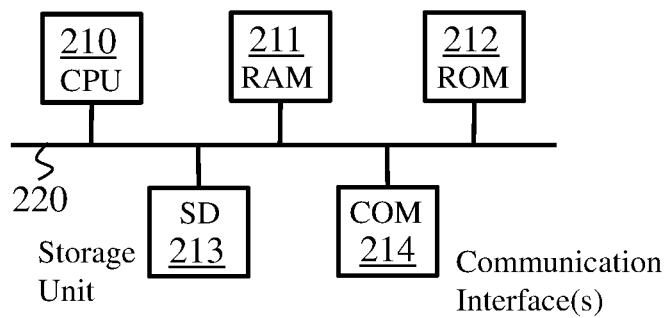 210
CPU
211
RAM
212
ROM
220
SD
213
COM
214
Storage
Unit
Communication
Interface(s)